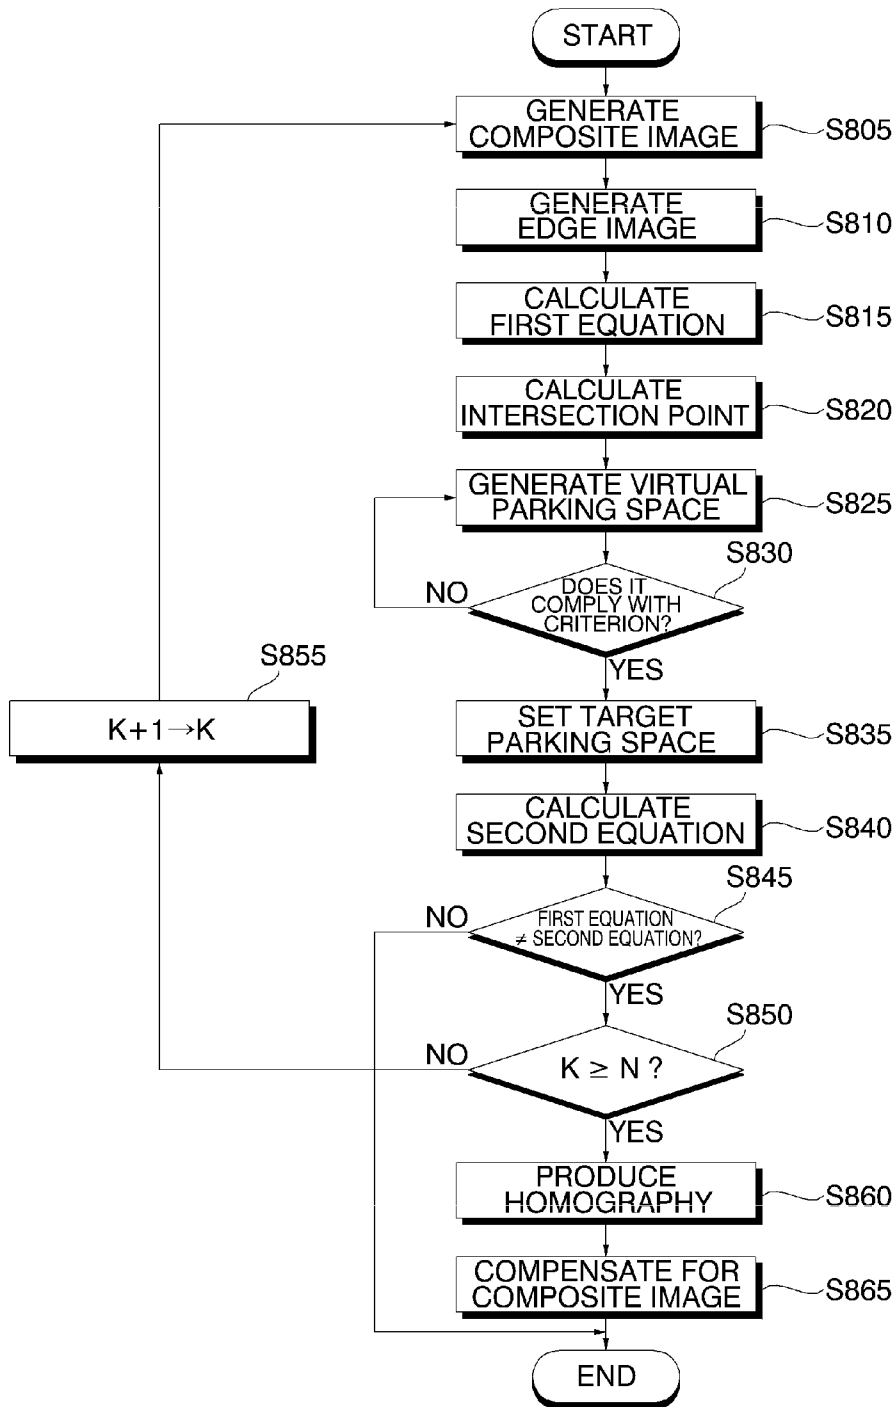 START
GENERATE
COMPOSITE IMAGE
S805
GENERATE
EDGE IMAGE
S810
CALCULATE
FIRST EQUATION
S815
CALCULATE
INTERSECTION POINT
S820
GENERATE VIRTUAL
PARKING SPACE
S825
S830
NO
DOES IT
COMPLY WITH
CRITERION?
YES
S855
K+1→K
SET TARGET
PARKING SPACE
S835
CALCULATE
SECOND EQUATION
S840
S845
NO
FIRST EQUATION
≠ SECOND EQUATION?
YES
S850
NO
K ≥ N ?
YES
PRODUCE
HOMOGRAPHY
S860
COMPENSATE FOR
COMPOSITE IMAGE
S865
END